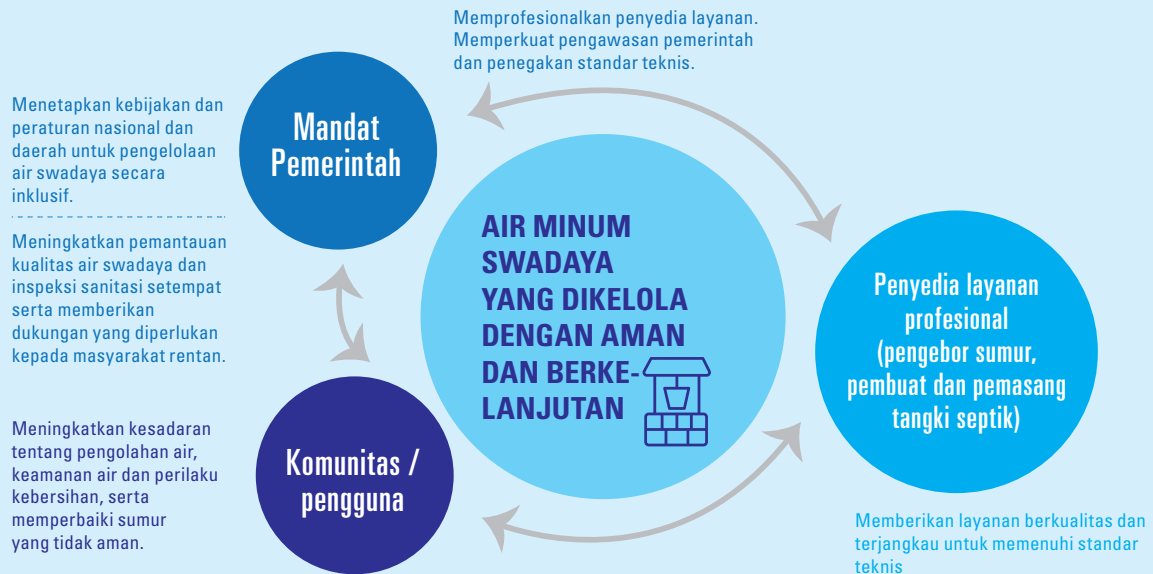 Memprofesionalkan penyedia layanan.
Memperkuat pengawasan pemerintah
dan penegakan standar teknis.
Menetapkan kebijakan dan
peraturan nasional dan
daerah untuk pengelolaan
air swadaya secara
inklusif.
Meningkatkan pemantauan
kualitas air swadaya dan
inspeksi sanitasi setempat
serta memberikan
dukungan yang diperlukan
kepada masyarakat rentan.
Mandat
Pemerintah
AIR MINUM
SWADAYA
YANG DIKELOLA
DENGAN AMAN
DAN BERKE-
LANJUTAN
Penyedia layanan
profesional
(pengebor sumur,
pembuat dan pemasang
tangki septik)
Meningkatkan kesadaran
tentang pengolahan air,
keamanan air dan perilaku
kebersihan, serta
memperbaiki sumur
yang tidak aman.
Komunitas /
pengguna
Memberikan layanan berkualitas dan
terjangkau untuk memenuhi standar
teknis